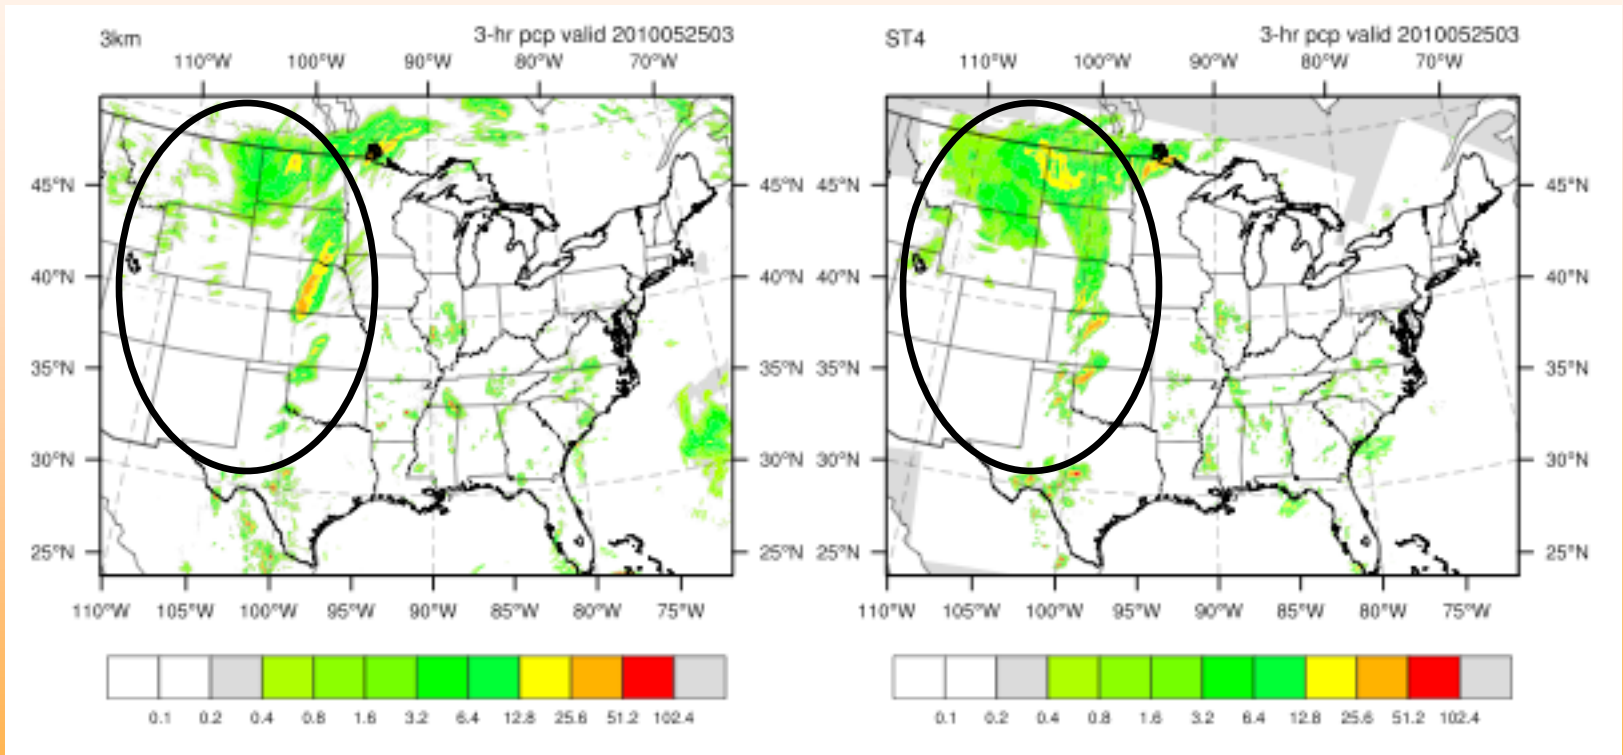 3km
3-hr pcp valid 2010052503
110°W 100°W 90°W 80°W 70°W
45°N 45°N
40°N 40°N
35°N 35°N
30°N 30°N
25°N 25°N
110°W 105°W 100°W 95°W 90°W 85°W 80°W 75°W
0.1 0.2 0.4 0.8 1.6 3.2 6.4 12.8 25.6 51.2 102.4
ST4
3-hr pcp valid 2010052503
110°W 100°W 90°W 80°W 70°W
45°N 45°N
40°N 40°N
35°N 35°N
30°N 30°N
25°N 25°N
110°W 105°W 100°W 95°W 90°W 85°W 80°W 75°W
0.1 0.2 0.4 0.8 1.6 3.2 6.4 12.8 25.6 51.2 102.4